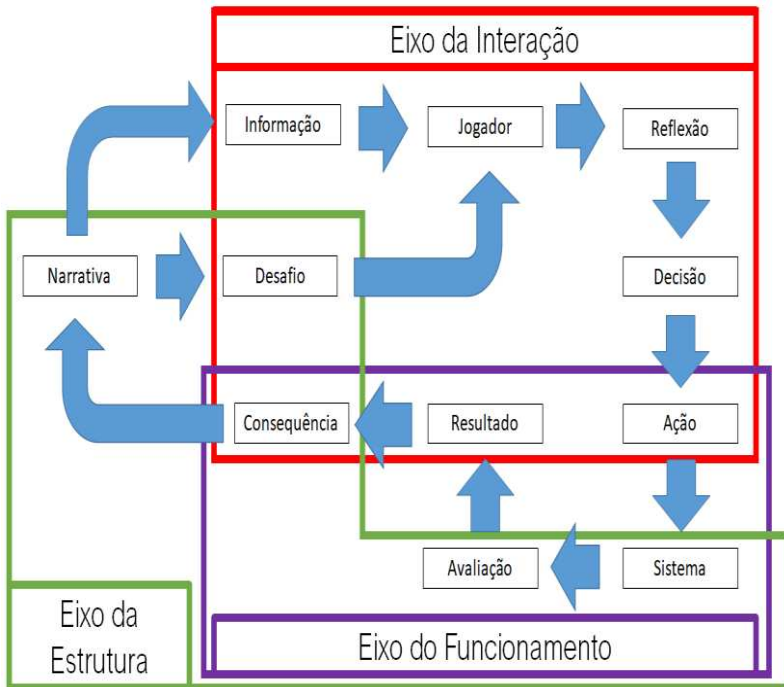 Eixo da Interação
Informação
Jogador
Reflexão
Narrativa
Desafio
Decisão
Consequência
Resultado
Ação
Avaliação
Sistema
Eixo da
Estrutura
Eixo do Funcionamento